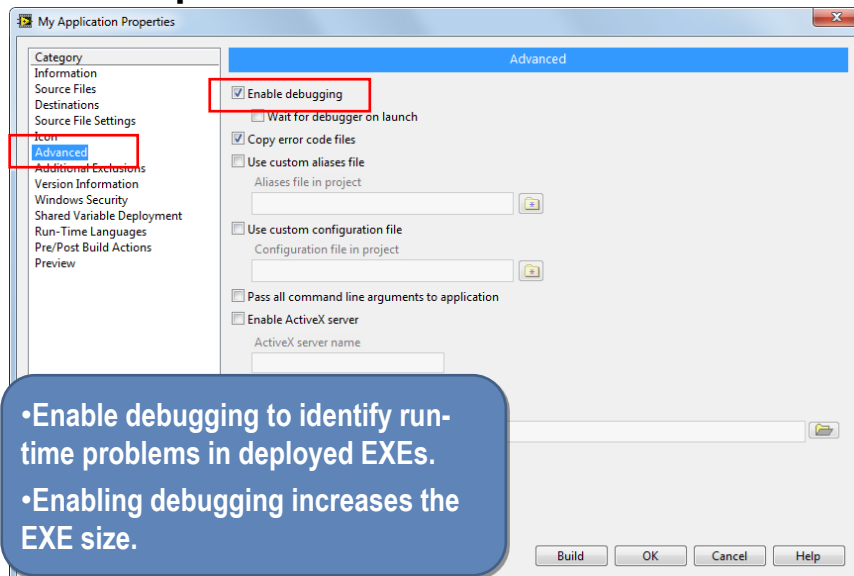 My Application Properties
Category
Information
Source Files
Destinations
Source File Settings
Icon
Advanced
Additional Exclusions
Version Information
Windows Security
Shared Variable Deployment
Run-Time Languages
Pre/Post Build Actions
Preview
Advanced
Enable debugging
Wait for debugger on launch
Copy error code files
Use custom aliases file
Aliases file in project
Use custom configuration file
Configuration file in project
Pass all command line arguments to application
Enable ActiveX server
ActiveX server name
•Enable debugging to identify run-
time problems in deployed EXEs.
•Enabling debugging increases the
EXE size.
Build
OK
Cancel
Help